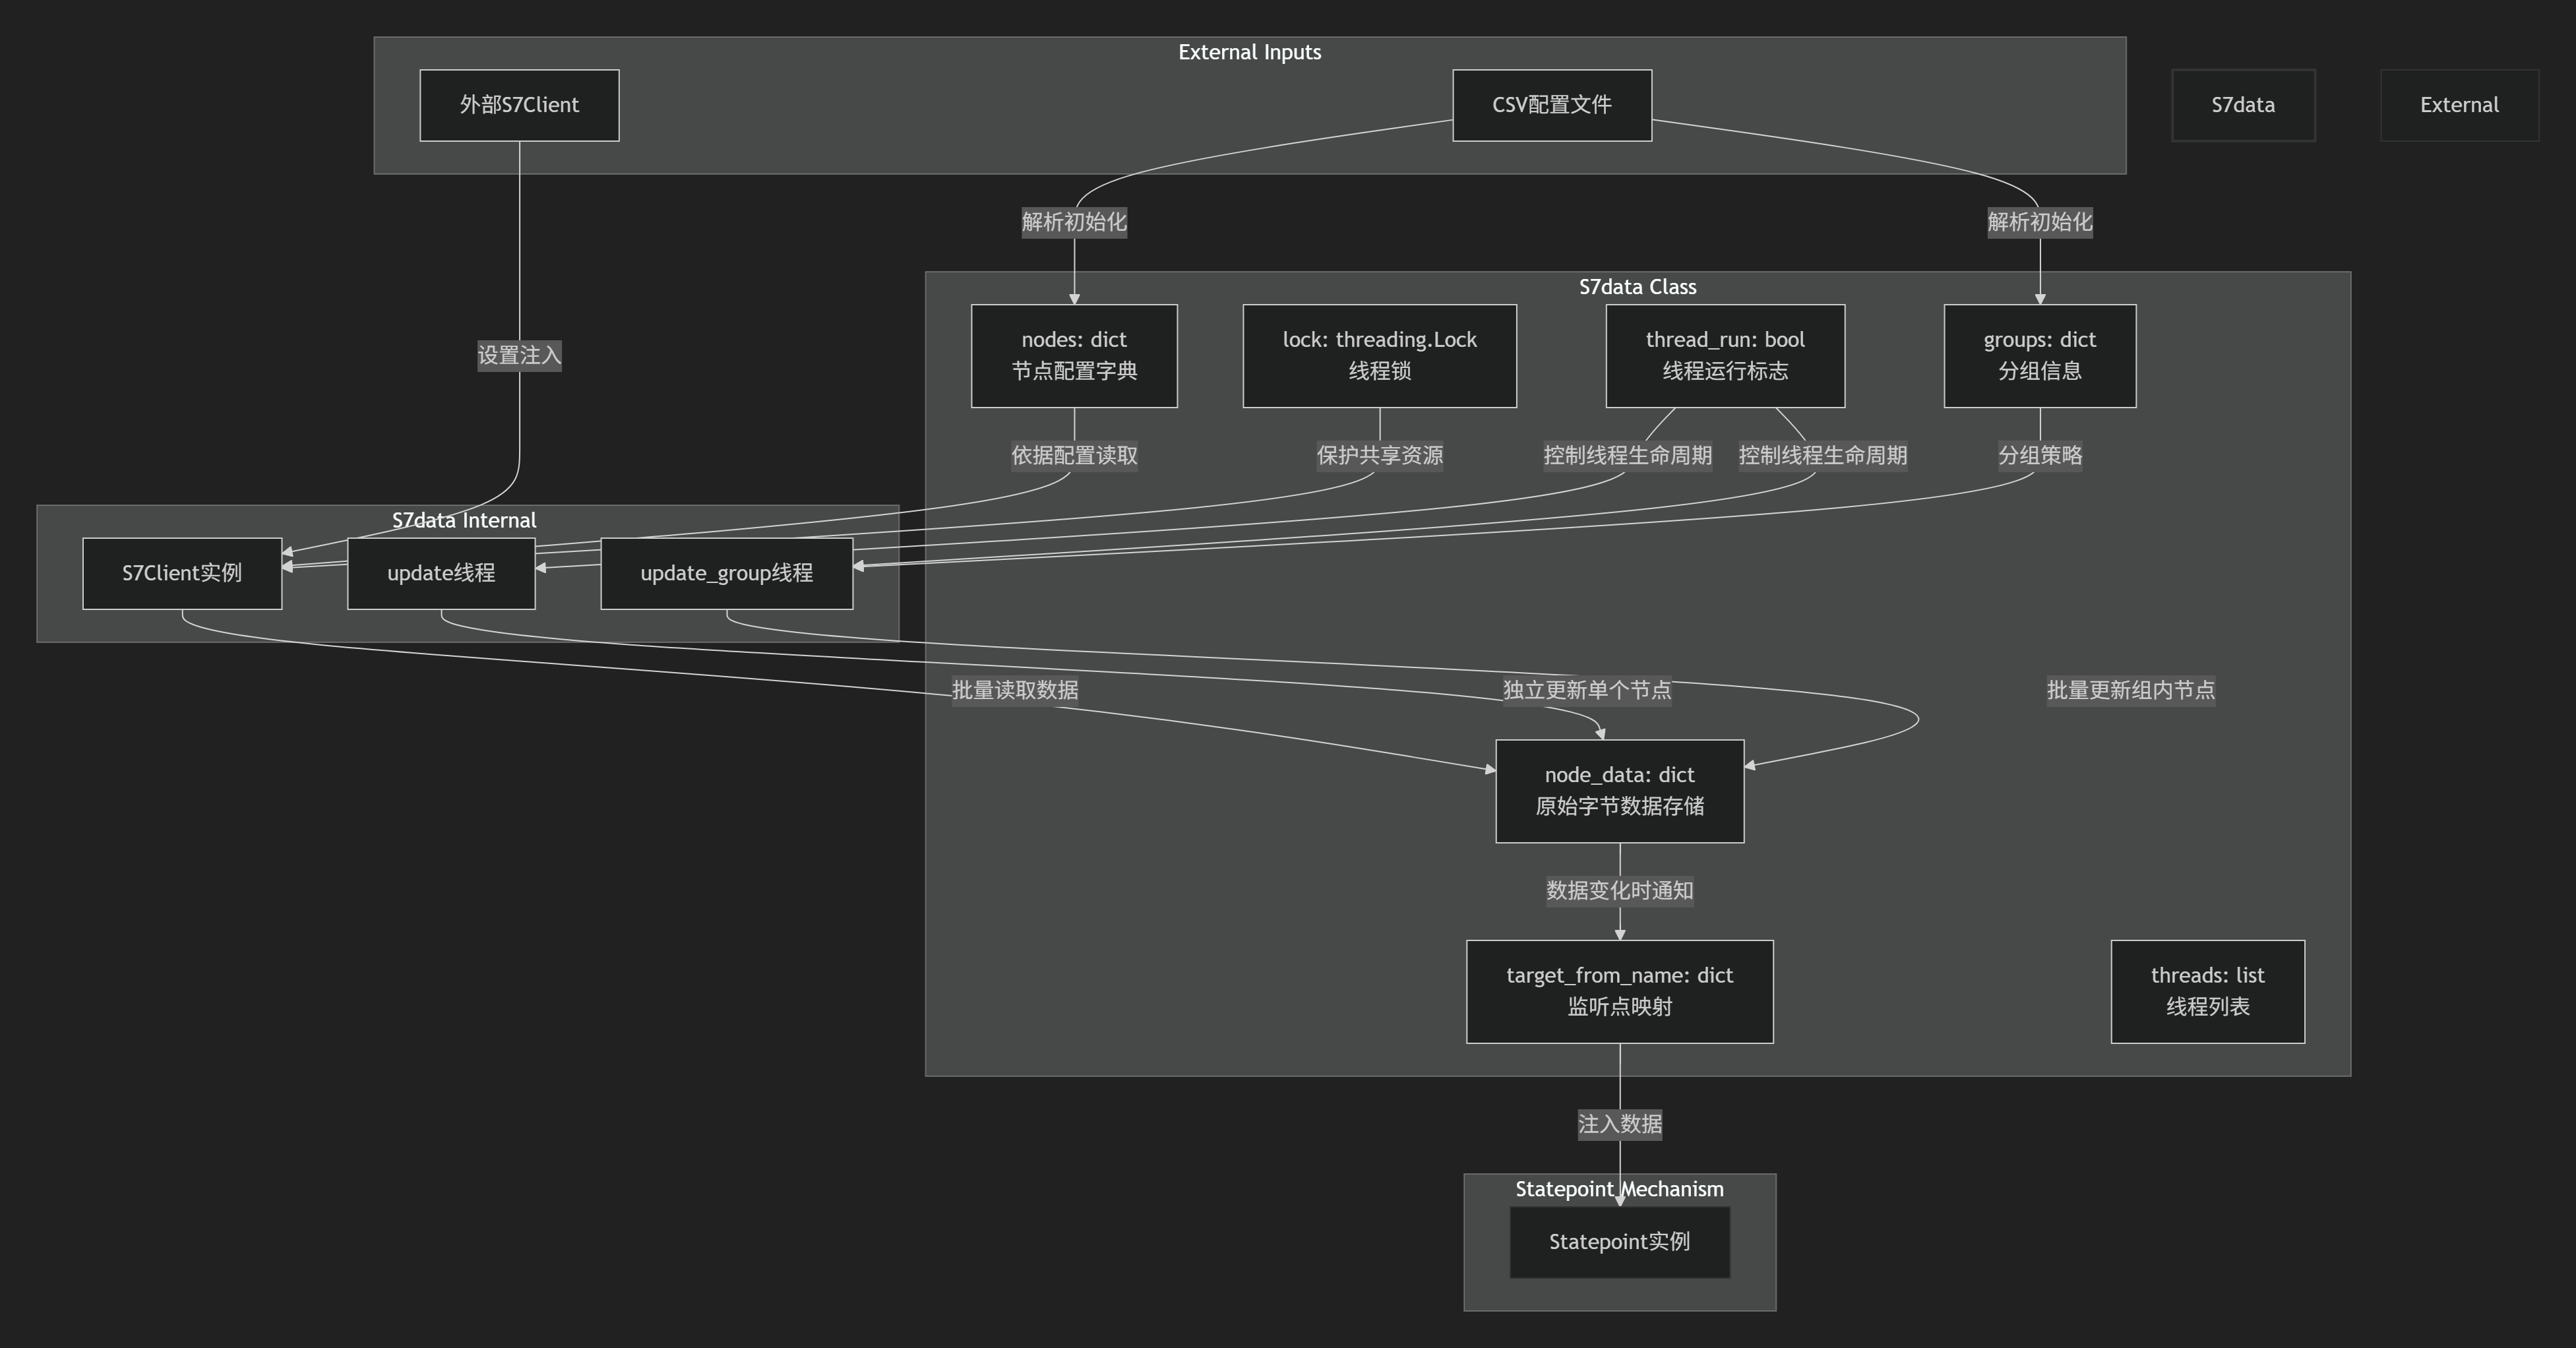 External Inputs
外部S7Client
CSV配置文件
S7data
External
解析初始化
解析初始化
S7data Class
nodes: dict
节点配置字典
lock: threading.Lock
线程锁
thread_run: bool
线程运行标志
groups: dict
分组信息
设置注入
依据配置读取
保护共享资源
控制线程生命周期
控制线程生命周期
分组策略
S7data Internal
S7Client实例
update线程
update_group线程
批量读取数据
独立更新单个节点
批量更新组内节点
node_data: dict
原始字节数据存储
数据变化时通知
target_from_name: dict
监听点映射
threads: list
线程列表
注入数据
Statepoint Mechanism
Statepoint实例